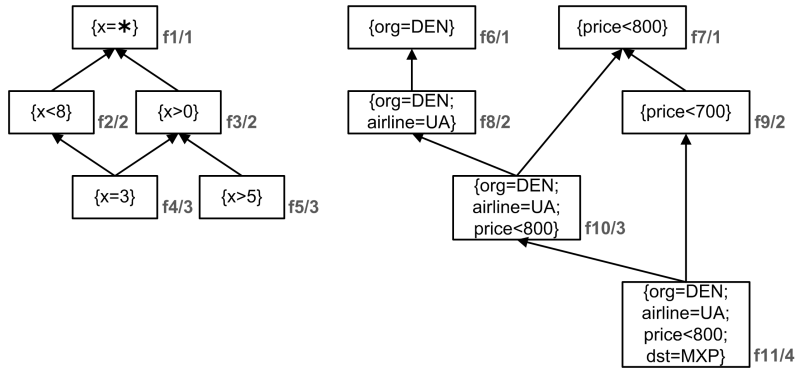 {x=∗}
f1/1
{x<8}
f2/2
{x>0}
f3/2
{x=3}
f4/3
{x>5}
f5/3
{org=DEN}
f6/1
{price<800}
f7/1
{org=DEN;
airline=UA}
f8/2
{price<700}
f9/2
{org=DEN;
airline=UA;
price<800}
f10/3
{org=DEN;
airline=UA;
price<800;
dst=MXP}
f11/4